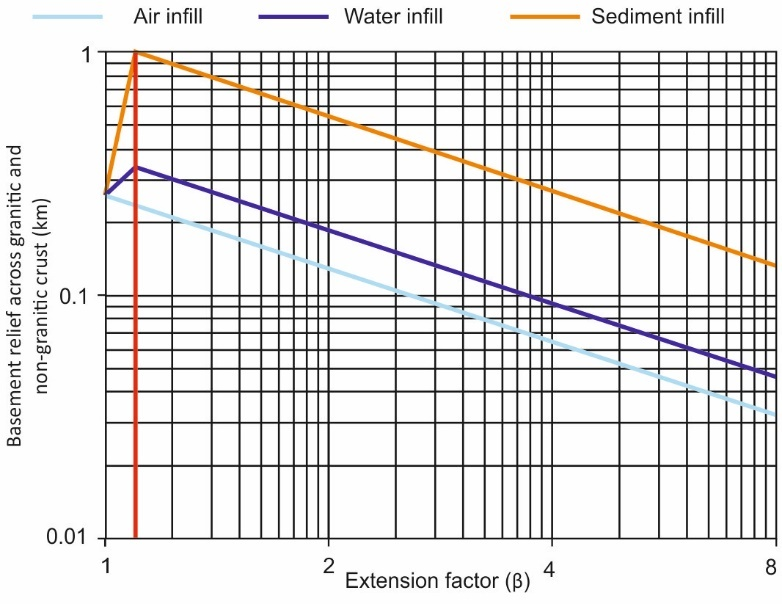 Air infill
Water infill
Sediment infill
Basement relief across granitic and
non-granitic crust (km)
1
0.1
0.01
1
2
4
8
Extension factor (β)